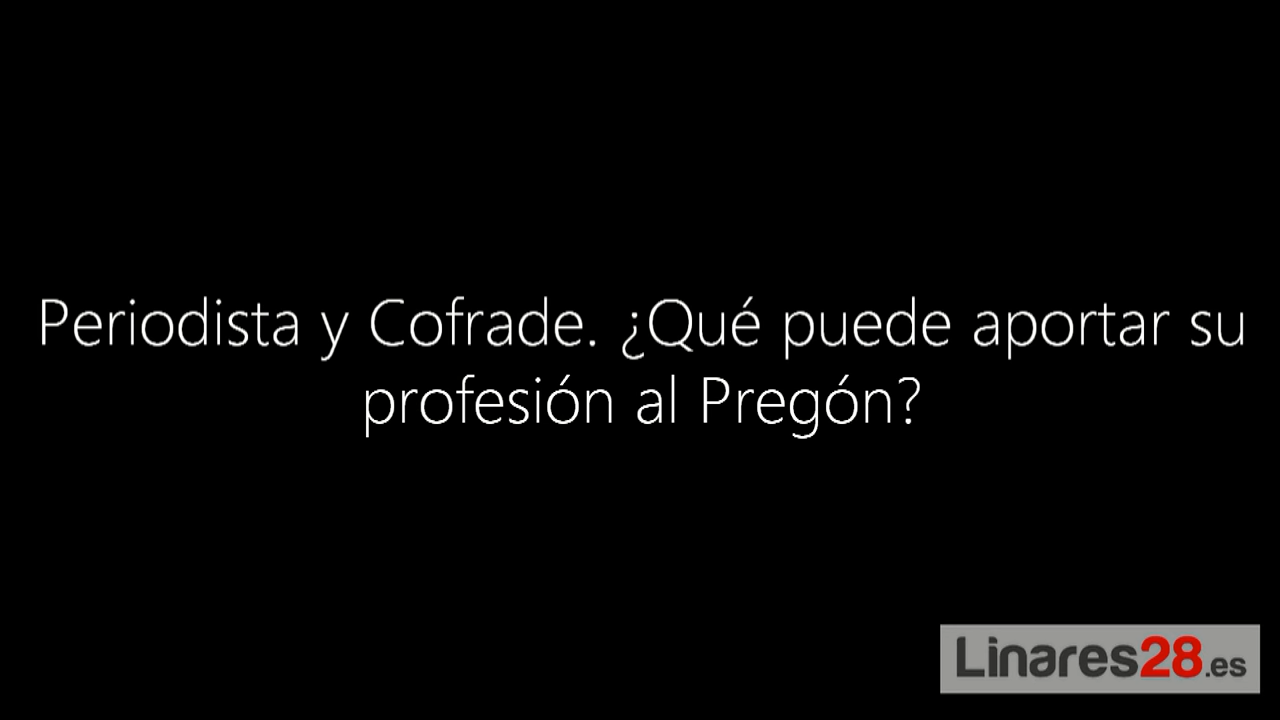 Periodista y Cofrade. ¿Qué puede aportar su
profesión al Pregón?
Linares28.es